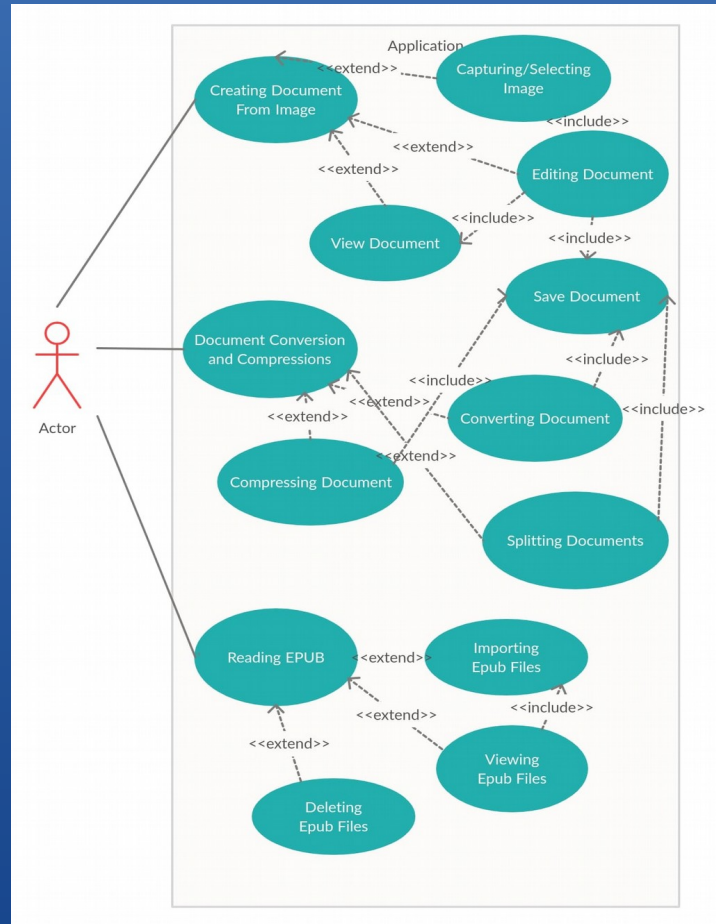 Application
<<extend>>
Capturing/Selecting
Image
Creating Document
From Image
<<include>>
<<extend>>
<<extend>>
Editing Document
<<include>>
View Document
<<include>>
Save Document
Document Conversion
and Compressions
<<include>>
<<include>>
<<extend>>
<<include>>
<<extend>>
Converting Document
Actor
<<extend>>
Compressing Document
Splitting Documents
Reading EPUB
<<extend>>
Importing
Epub Files
<<include>>
<<extend>>
<<extend>>
Viewing
Epub Files
Deleting
Epub Files